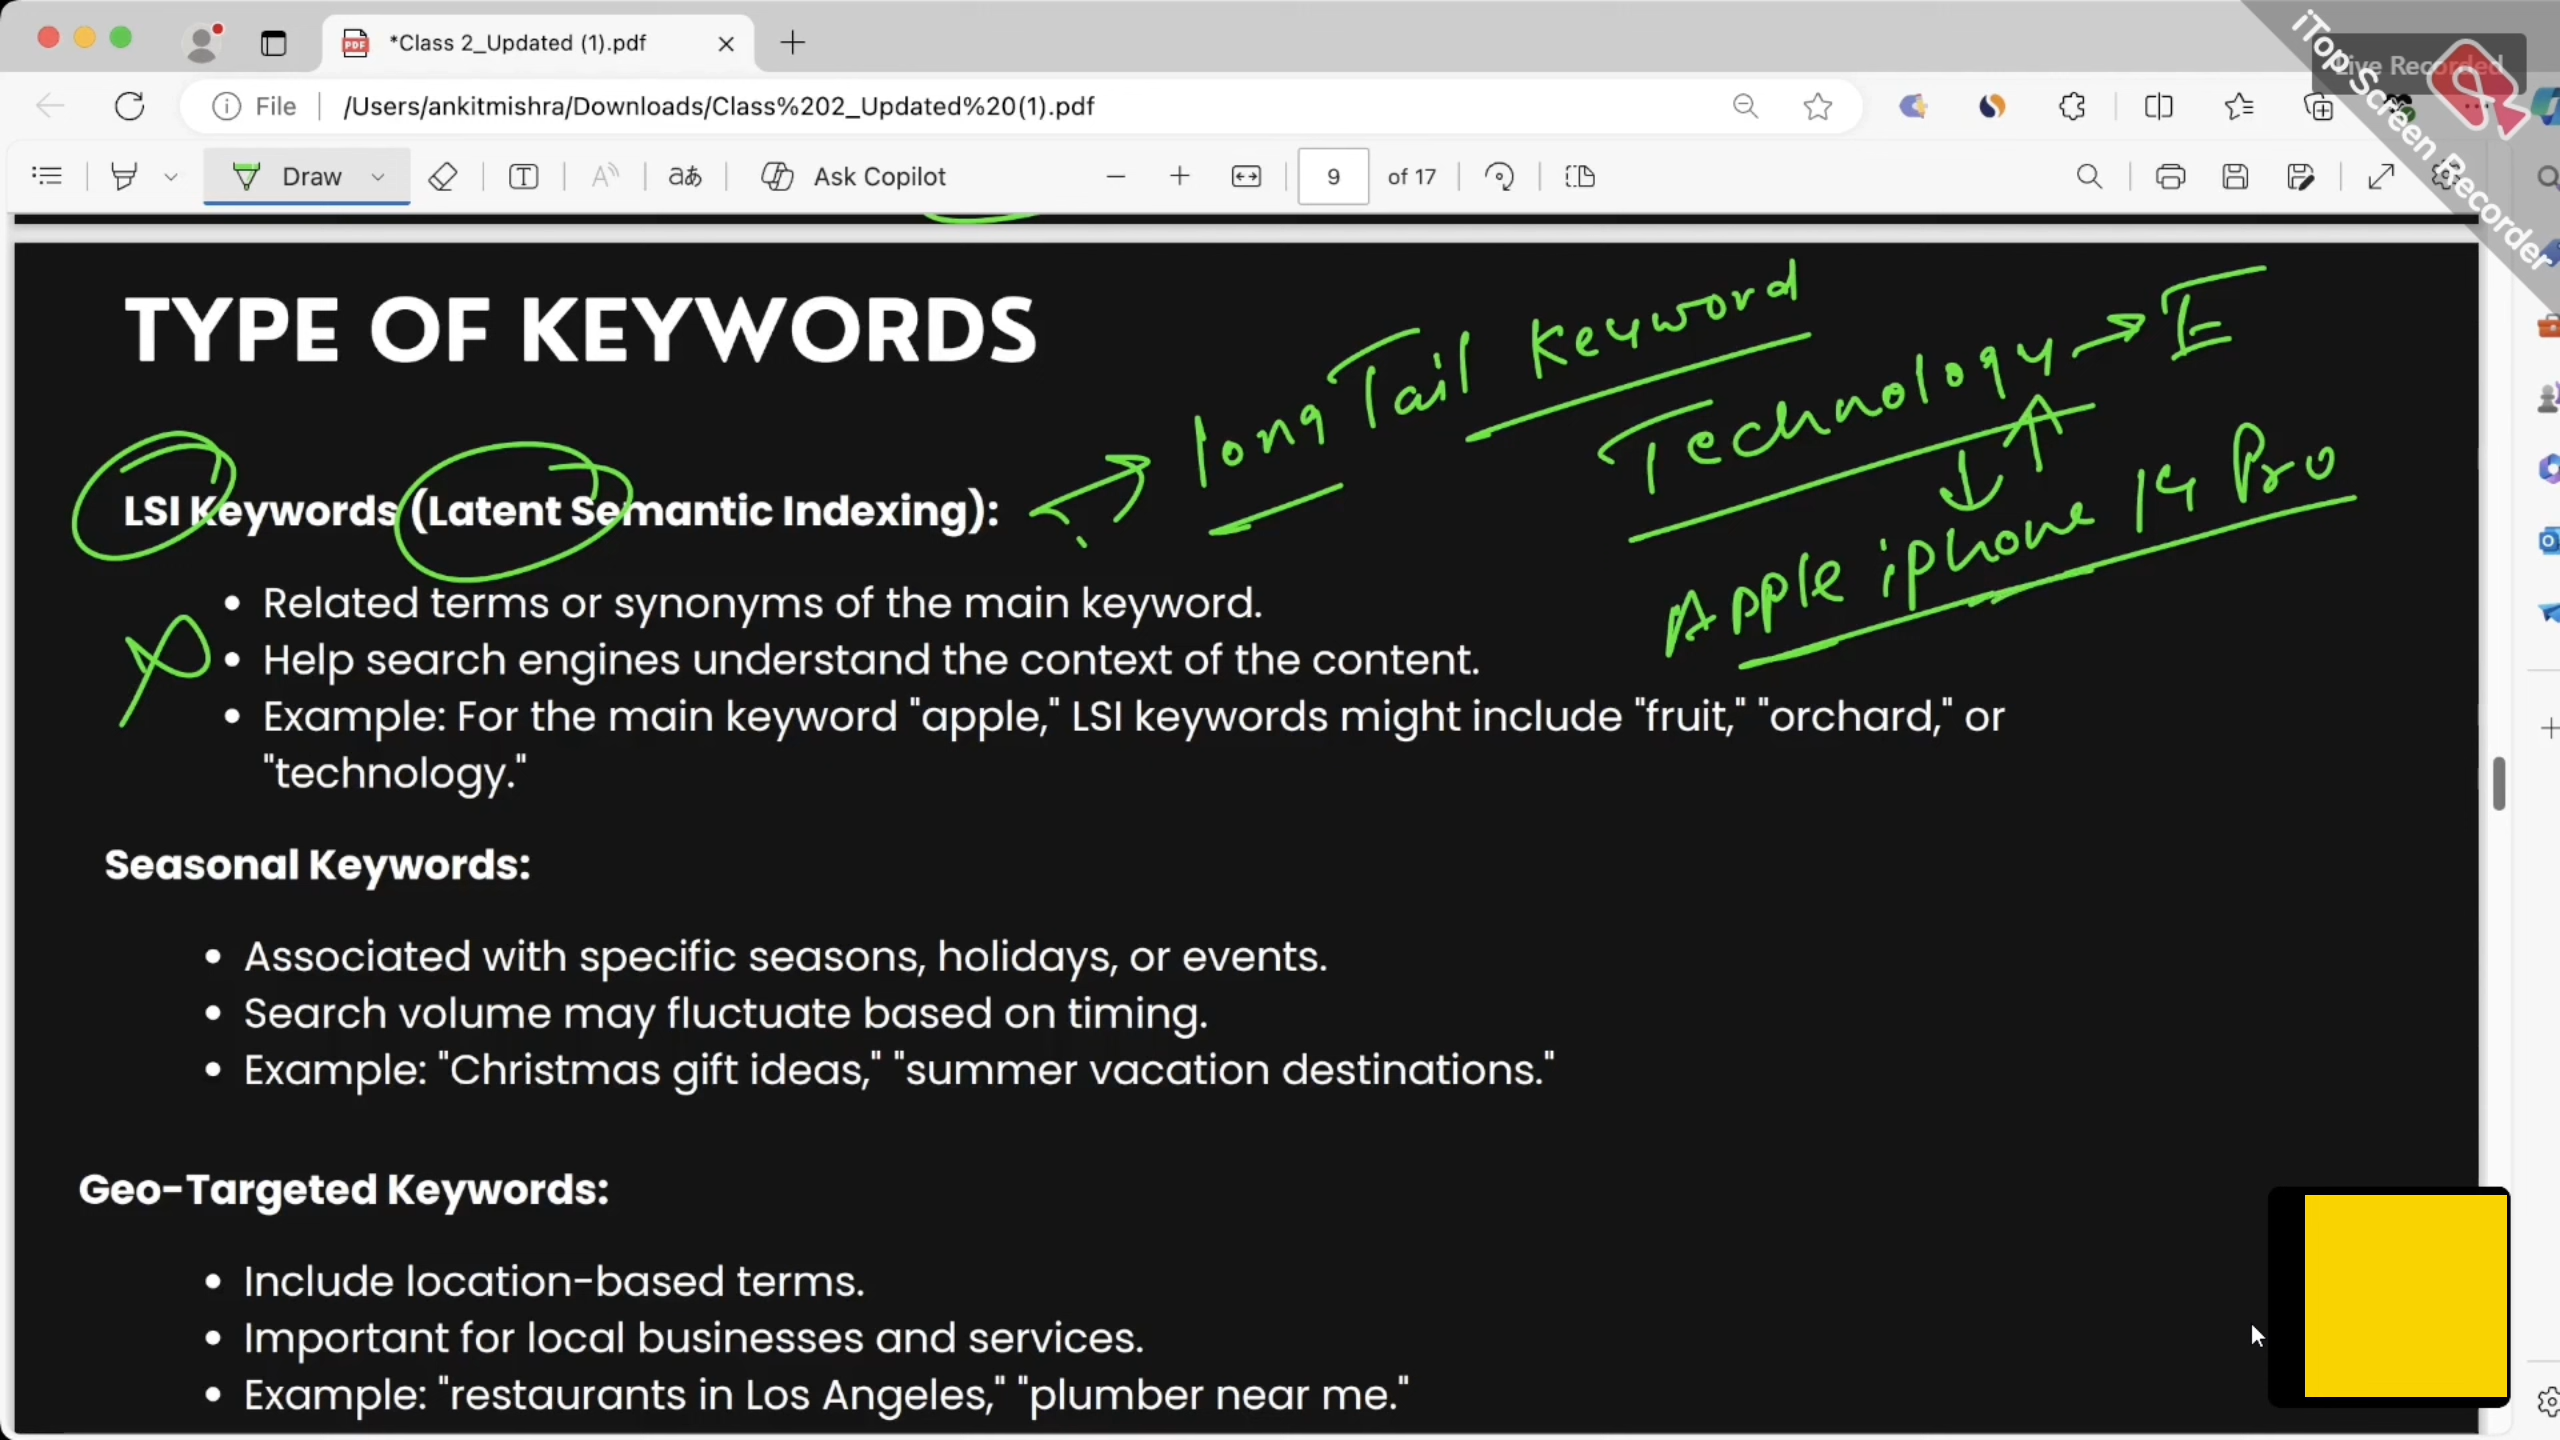 *Class 2_Updated (1).pdf
File /Users/ankitmishra/Downloads/Class%202_Updated%20(1).pdf
Draw aあ Ask Copilot 9 of 17
Live Recorded
iTop Screen Recorder
TYPE OF KEYWORDS
long Tail Keyword
Technology → E
Apple iphone 14 Pro
LSI Keywords (Latent Semantic Indexing):
• Related terms or synonyms of the main keyword.
• Help search engines understand the context of the content.
• Example: For the main keyword "apple," LSI keywords might include "fruit," "orchard," or
"technology."
Seasonal Keywords:
• Associated with specific seasons, holidays, or events.
• Search volume may fluctuate based on timing.
• Example: "Christmas gift ideas," "summer vacation destinations."
Geo-Targeted Keywords:
• Include location-based terms.
• Important for local businesses and services.
• Example: "restaurants in Los Angeles," "plumber near me."